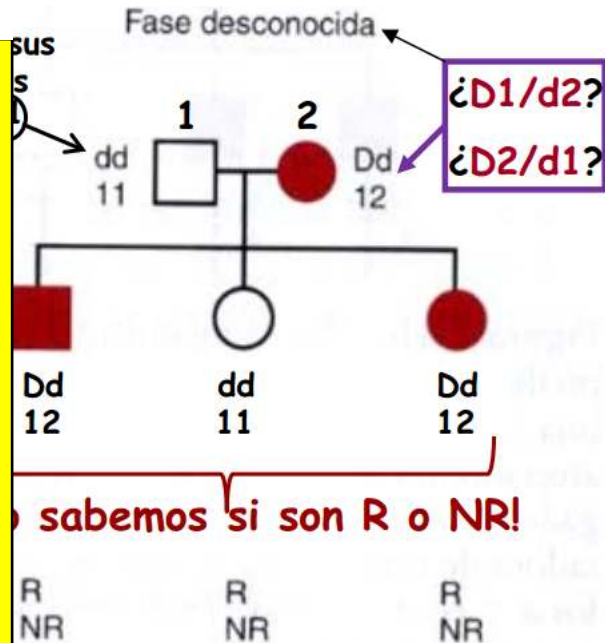 Fase desconocida
sus
s
¿D1/d2?
¿D2/d1?
1
2
dd
11
Dd
12
Dd
12
dd
11
Dd
12
sabemos si son R o NR!
R
NR
R
NR
R
NR